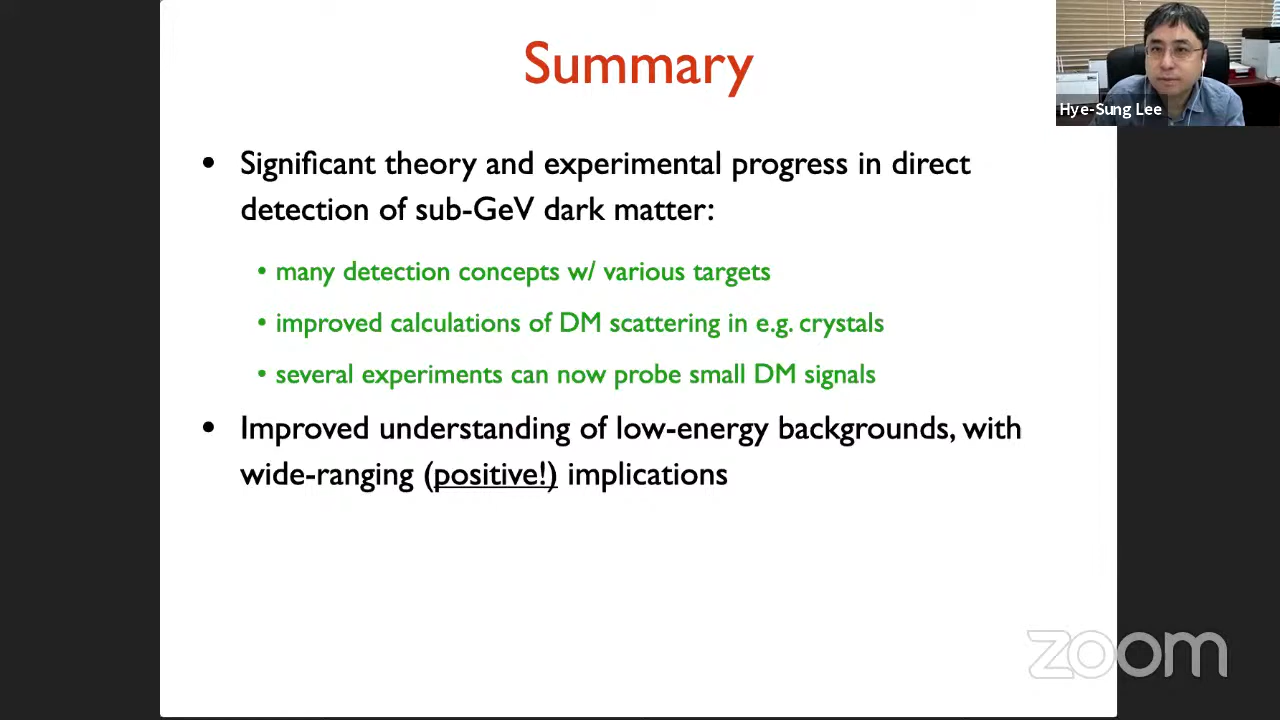 Summary
Hye-Sung Lee
• Significant theory and experimental progress in direct
detection of sub-GeV dark matter:
• many detection concepts w/ various targets
• improved calculations of DM scattering in e.g. crystals
• several experiments can now probe small DM signals
• Improved understanding of low-energy backgrounds, with
wide-ranging (positive!) implications
zoom